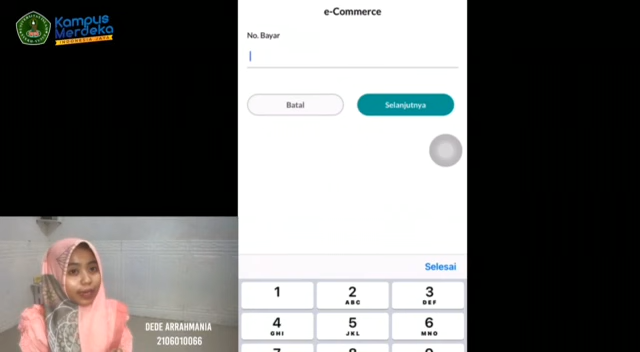 Kampus
Merdeka
INDONESIA JAYA
e-Commerce
No. Bayar
Batal
Selanjutnya
Selesai
1
2
ABC
3
DEF
4
GHI
5
JKL
6
MNO
DEDE ARRAHMANIA
2106010066